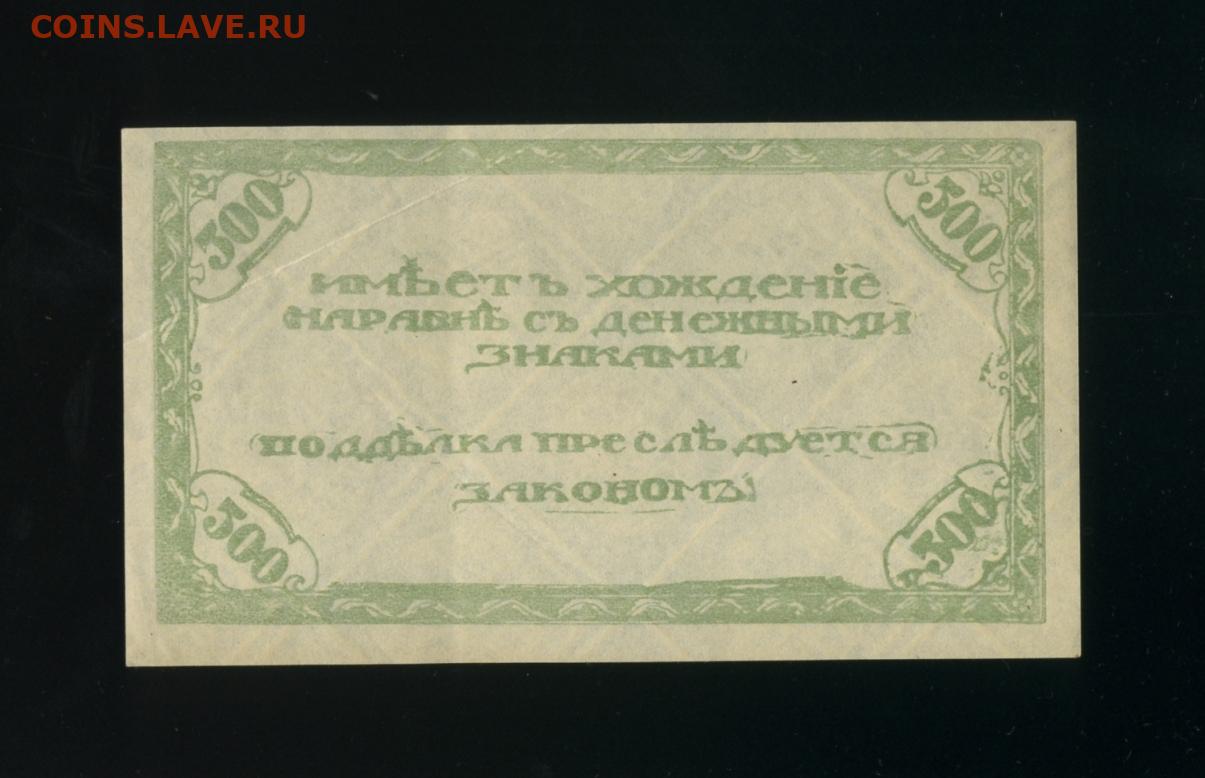 COINS.LAVE.RU
500 500
ИМѢЕТЪ ХОЖДЕНІЕ
НАРАВНѢ СЪ ДЕНЕЖНЫМИ
ЗНАКАМИ
ПОДДѢЛКА ПРЕСЛѢДУЕТСЯ
ЗАКОНОМЪ
500 500